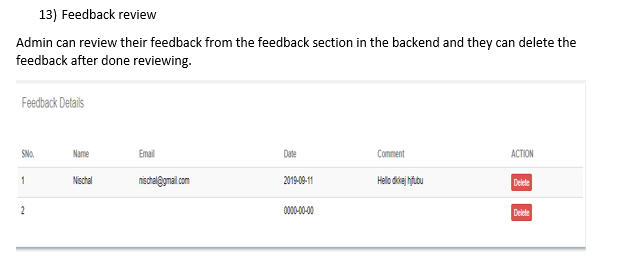 13) Feedback review
Admin can review their feedback from the feedback section in the backend and they can delete the
feedback after done reviewing.
Feedback Details
SNo. Name Email Date Comment ACTION
1 Nischal nischal@gmail.com 2019-09-11 Hello dkkej hjfubu Delete
2 0000-00-00 Delete